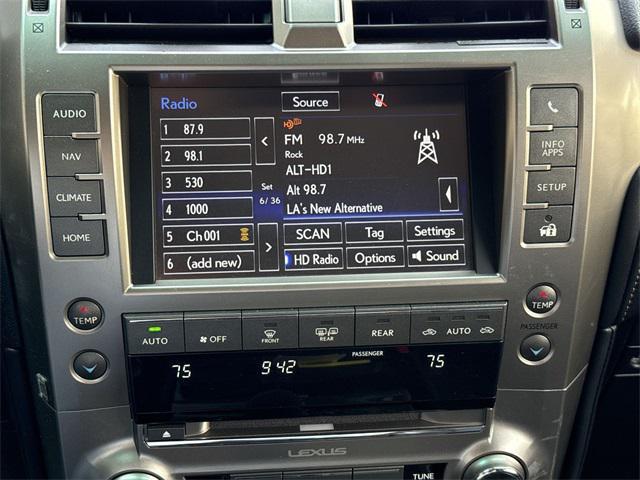 AUDIO
NAV
CLIMATE
HOME
Radio
Source
1 87.9
2 98.1
3 530
4 1000
5 Ch 001
6 (add new)
Set
6/36
FM 98.7 MHz
Rock
ALT-HD1
Alt 98.7
LA's New Alternative
SCAN Tag Settings
HD Radio Options Sound
INFO
APPS
SETUP
TEMP
TEMP
PASSENGER
AUTO
OFF
FRONT
REAR
REAR
AUTO
PASSENGER
75 9:42 75
LEXUS
TUNE